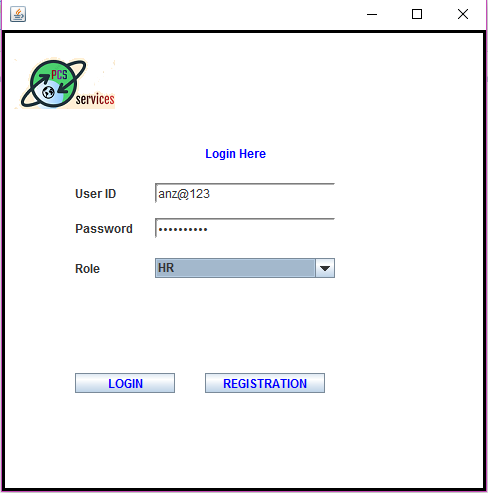 PCS
services
Login Here
User ID anz@123
Password ••••••••••
Role HR
LOGIN REGISTRATION